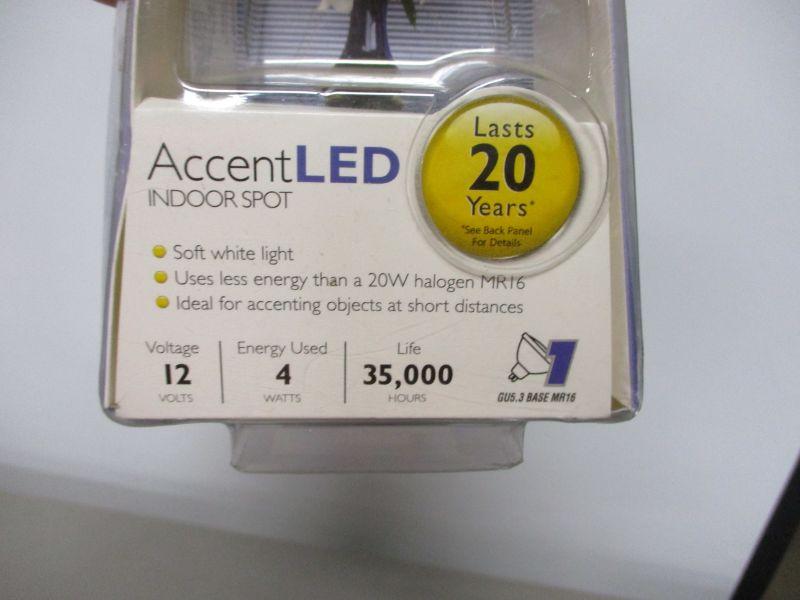 AccentLED
INDOOR SPOT
Lasts
20
Years*
*See Back Panel
For Details
Soft white light
Uses less energy than a 20W halogen MR16
Ideal for accenting objects at short distances
Voltage
12
VOLTS
Energy Used
4
WATTS
Life
35,000
HOURS
1
GU5.3 BASE MR16